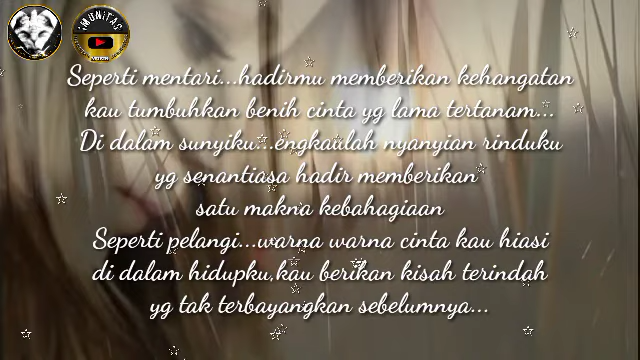 MUNITAS
Seperti mentari...hadirmu memberikan kehangatan
kau tumbuhkan benih cinta yg lama tertanam...
Di dalam sunyiku...engkaulah nyanyian rinduku
yg senantiasa hadir memberikan
satu makna kebahagiaan
Seperti pelangi...warna warna cinta kau hiasi
di dalam hidupku,kau berikan kisah terindah
yg tak terbayangkan sebelumnya...